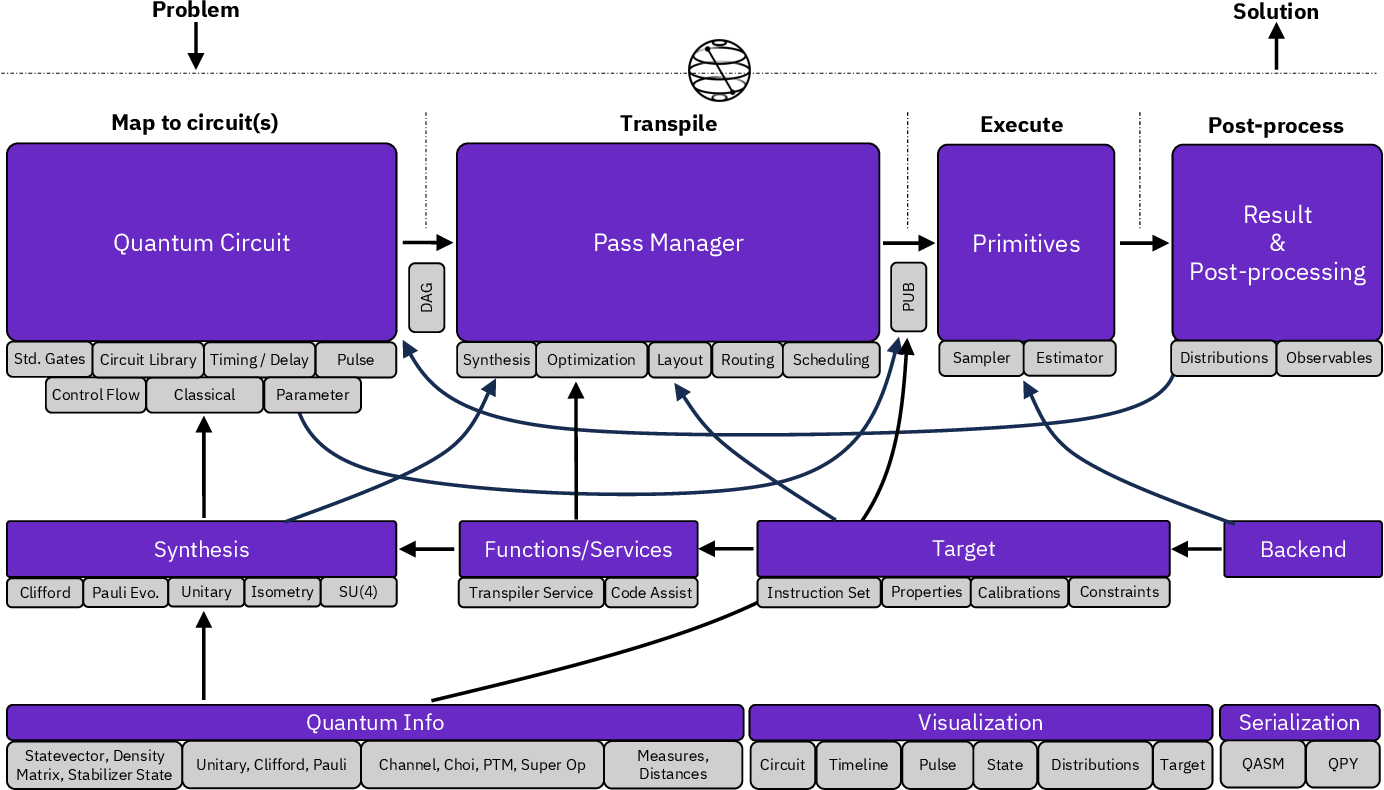 Problem
Solution
Map to circuit(s)
Transpile
Execute
Post-process
Quantum Circuit
Pass Manager
Primitives
Result
&
Post-processing
DAG
PUB
Std. Gates
Circuit Library
Timing / Delay
Pulse
Control Flow
Classical
Parameter
Synthesis
Optimization
Layout
Routing
Scheduling
Sampler
Estimator
Distributions
Observables
Synthesis
Functions/Services
Target
Backend
Clifford
Pauli Evo.
Unitary
Isometry
SU(4)
Transpiler Service
Code Assist
Instruction Set
Properties
Calibrations
Constraints
Quantum Info
Visualization
Serialization
Statevector, Density
Matrix, Stabilizer State
Unitary, Clifford, Pauli
Channel, Choi, PTM, Super Op
Measures,
Distances
Circuit
Timeline
Pulse
State
Distributions
Target
QASM
QPY